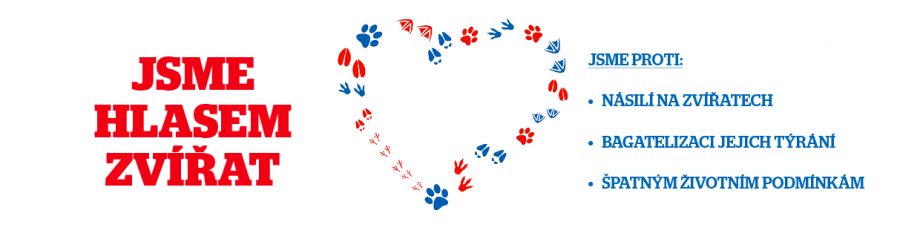 JSME
HLASEM
ZVÍŘAT
JSME PROTI:
• NÁSILÍ NA ZVÍŘATECH
• BAGATELIZACI JEJICH TÝRÁNÍ
• ŠPATNÝM ŽIVOTNÍM PODMÍNKÁM